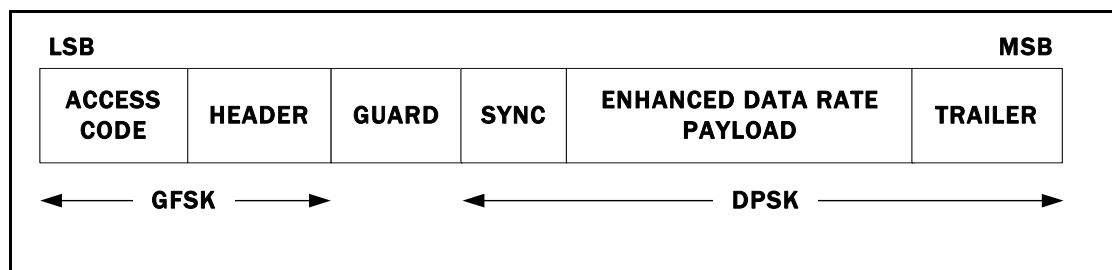 LSB MSB
ACCESS CODE HEADER GUARD SYNC ENHANCED DATA RATE PAYLOAD TRAILER
GFSK DPSK